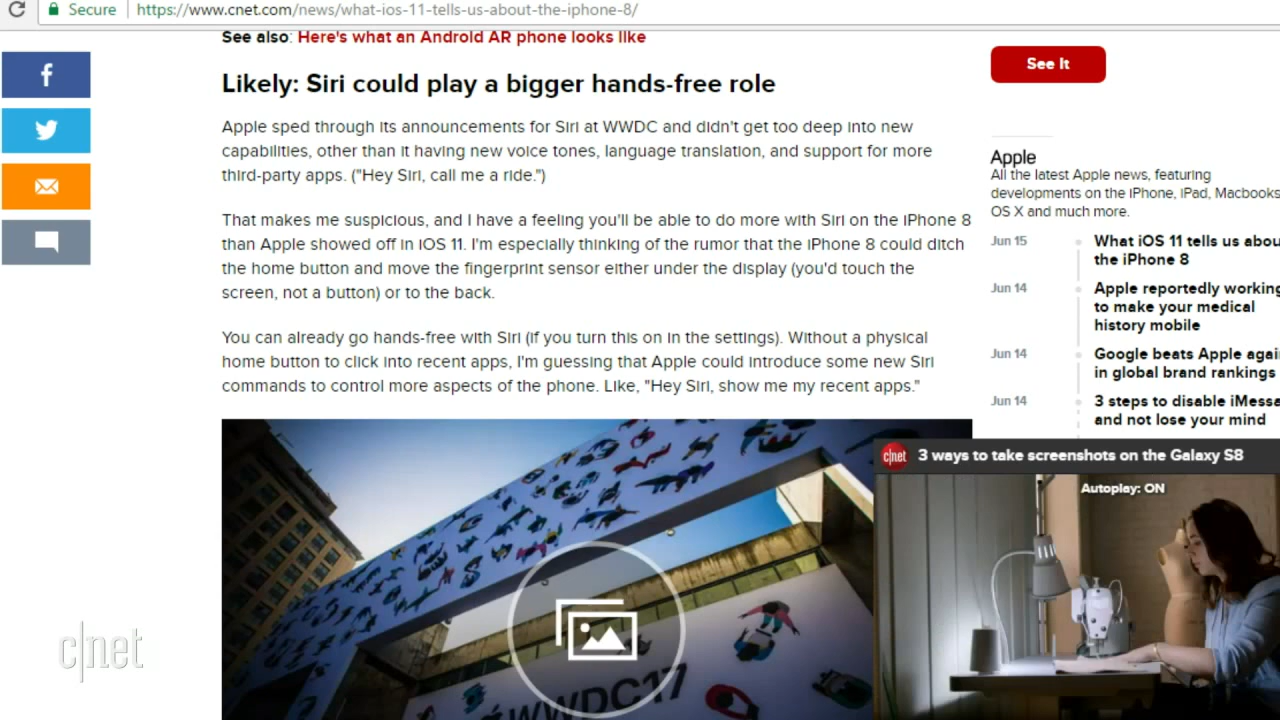 Secure https://www.cnet.com/news/what-ios-11-tells-us-about-the-iphone-8/
See also: Here's what an Android AR phone looks like
Likely: Siri could play a bigger hands-free role
Apple sped through its announcements for Siri at WWDC and didn't get too deep into new
capabilities, other than it having new voice tones, language translation, and support for more
third-party apps. ("Hey Siri, call me a ride.")
That makes me suspicious, and I have a feeling you'll be able to do more with Siri on the iPhone 8
than Apple showed off in iOS 11. I'm especially thinking of the rumor that the iPhone 8 could ditch
the home button and move the fingerprint sensor either under the display (you'd touch the
screen, not a button) or to the back.
You can already go hands-free with Siri (if you turn this on in the settings). Without a physical
home button to click into recent apps, I'm guessing that Apple could introduce some new Siri
commands to control more aspects of the phone. Like, "Hey Siri, show me my recent apps."
WWDC17
c|net
See It
Apple
All the latest Apple news, featuring
developments on the iPhone, iPad, Macbooks
OS X and much more.
Jun 15 What iOS 11 tells us abou
the iPhone 8
Jun 14 Apple reportedly working
to make your medical
history mobile
Jun 14 Google beats Apple agai
in global brand rankings
Jun 14 3 steps to disable iMessa
and not lose your mind
c|net 3 ways to take screenshots on the Galaxy S8
Autoplay: ON